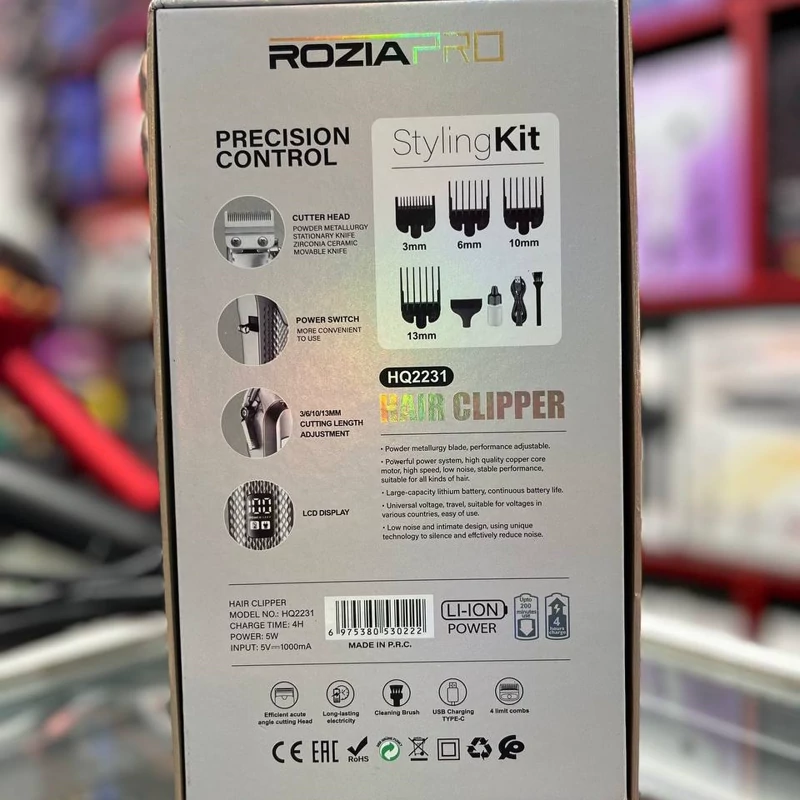 ROZIAPRO
PRECISION
CONTROL
CUTTER HEAD
POWDER METALLURGY
STATIONARY KNIFE
ZIRCONIA CERAMIC
MOVABLE KNIFE
POWER SWITCH
MORE CONVENIENT
TO USE
3/6/10/13MM
CUTTING LENGTH
ADJUSTMENT
LCD DISPLAY
StylingKit
3mm 6mm 10mm
13mm
HQ2231
HAIR CLIPPER
• Powder metallurgy blade, performance adjustable.
• Powerful power system, high quality copper core
motor, high speed, low noise, stable performance,
suitable for all kinds of hair.
• Large-capacity lithium battery, continuous battery life.
• Universal voltage, travel, suitable for voltages in
various countries, easy of use.
• Low noise and intimate design, using unique
technology to silence and effctively reduce noise.
HAIR CLIPPER
MODEL NO.: HQ2231
CHARGE TIME: 4H
POWER: 5W
INPUT: 5V⎓1000mA
6 975380 530222
MADE IN P.R.C.
LI-ION
POWER
Upto
200
minutes
use
4
hours
charge
Efficient acute
angle cutting Head
Long-lasting
electricity
Cleaning Brush
USB Charging
TYPE-C
4 limit combs
CE EAC RoHS